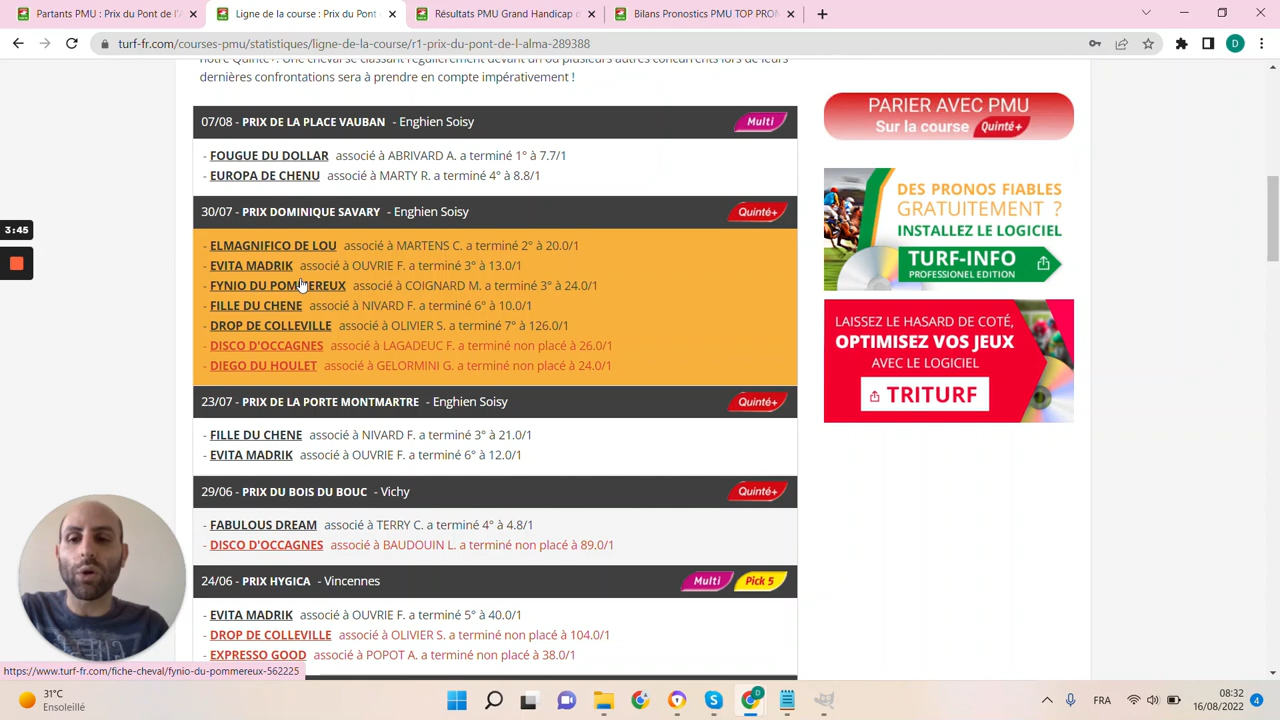 Partants PMU : Prix du Pont de l'A
Ligne de la course : Prix du Pont
Résultats PMU Grand Handicap d
Bilans Pronostics PMU TOP PRON
turf-fr.com/courses-pmu/statistiques/ligne-de-la-course/r1-prix-du-pont-de-l-alma-289388
D
notre Quinté+. Une cheval se classant régulièrement devant un ou plusieurs autres concurrents lors de leurs
dernières confrontations sera à prendre en compte impérativement !
07/08 - PRIX DE LA PLACE VAUBAN - Enghien Soisy Multi
- FOUGUE DU DOLLAR associé à ABRIVARD A. a terminé 1° à 7.7/1
- EUROPA DE CHENU associé à MARTY R. a terminé 4° à 8.8/1
30/07 - PRIX DOMINIQUE SAVARY - Enghien Soisy Quinté+
- ELMAGNIFICO DE LOU associé à MARTENS C. a terminé 2° à 20.0/1
- EVITA MADRIK associé à OUVRIE F. a terminé 3° à 13.0/1
- FYNIO DU POMMEREUX associé à COIGNARD M. a terminé 3° à 24.0/1
- FILLE DU CHENE associé à NIVARD F. a terminé 6° à 10.0/1
- DROP DE COLLEVILLE associé à OLIVIER S. a terminé 7° à 126.0/1
- DISCO D'OCCAGNES associé à LAGADEUC F. a terminé non placé à 26.0/1
- DIEGO DU HOULET associé à GELORMINI G. a terminé non placé à 24.0/1
23/07 - PRIX DE LA PORTE MONTMARTRE - Enghien Soisy Quinté+
- FILLE DU CHENE associé à NIVARD F. a terminé 3° à 21.0/1
- EVITA MADRIK associé à OUVRIE F. a terminé 6° à 12.0/1
29/06 - PRIX DU BOIS DU BOUC - Vichy Quinté+
- FABULOUS DREAM associé à TERRY C. a terminé 4° à 4.8/1
- DISCO D'OCCAGNES associé à BAUDOUIN L. a terminé non placé à 89.0/1
24/06 - PRIX HYGICA - Vincennes Multi Pick 5
- EVITA MADRIK associé à OUVRIE F. a terminé 5° à 40.0/1
- DROP DE COLLEVILLE associé à OLIVIER S. a terminé non placé à 104.0/1
- EXPRESSO GOOD associé à POPOT A. a terminé non placé à 38.0/1
PARIER AVEC PMU
Sur la course Quinté+
DES PRONOS FIABLES
GRATUITEMENT ?
INSTALLEZ LE LOGICIEL
TURF-INFO
PROFESSIONEL EDITION
LAISSEZ LE HASARD DE COTÉ,
OPTIMISEZ VOS JEUX
AVEC LE LOGICIEL
TRITURF
3:45
https://www.turf-fr.com/fiche-cheval/fynio-du-pommereux-562225
31°C
Ensoleillé
D
FRA
08:32
16/08/2022
4